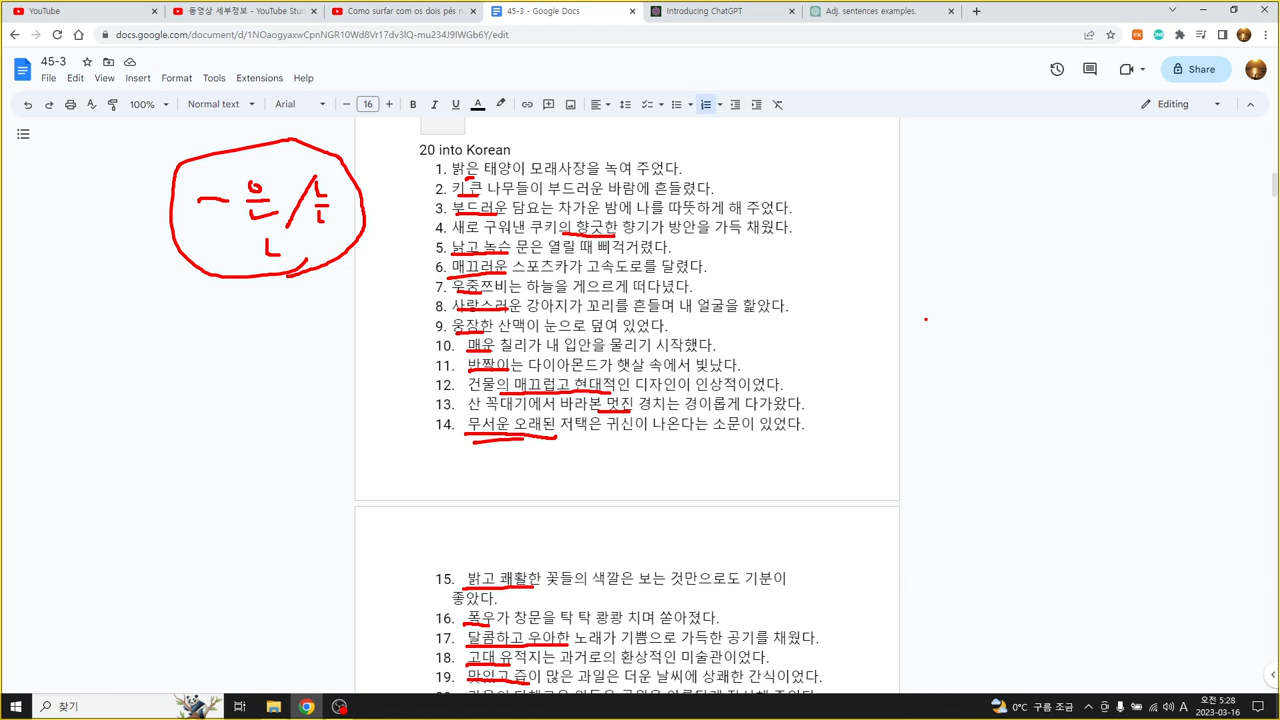 YouTube
동영상 세부정보 - YouTube Stud
Como surfar com os dois pés n
45-3 - Google Docs
Introducing ChatGPT
Adj. sentences examples.
docs.google.com/document/d/1NOaogyaxwCpnNGR10Wd8Vr17dv3lQ-mu234J9IWGb6Y/edit
45-3
File Edit View Insert Format Tools Extensions Help
Share
100% Normal text Arial 16 Editing
20 into Korean
1. 밝은 태양이 모래사장을 녹여 주었다.
2. 키 큰 나무들이 부드러운 바람에 흔들렸다.
3. 부드러운 담요는 차가운 밤에 나를 따뜻하게 해 주었다.
4. 새로 구워낸 쿠키의 향긋한 향기가 방안을 가득 채웠다.
5. 낡고 녹슨 문은 열릴 때 삐걱거렸다.
6. 매끄러운 스포츠카가 고속도로를 달렸다.
7. 우중쯔비는 하늘을 게으르게 떠다녔다.
8. 사랑스러운 강아지가 꼬리를 흔들며 내 얼굴을 핥았다.
9. 웅장한 산맥이 눈으로 덮여 있었다.
10. 매운 칠리가 내 입안을 물리기 시작했다.
11. 반짝이는 다이아몬드가 햇살 속에서 빛났다.
12. 건물의 매끄럽고 현대적인 디자인이 인상적이었다.
13. 산 꼭대기에서 바라본 멋진 경치는 경이롭게 다가왔다.
14. 무서운 오래된 저택은 귀신이 나온다는 소문이 있었다.
~ 은/는
ㄴ
15. 밝고 쾌활한 꽃들의 색깔은 보는 것만으로도 기분이
좋았다.
16. 폭우가 창문을 탁 탁 쾅쾅 치며 쏟아졌다.
17. 달콤하고 우아한 노래가 기쁨으로 가득한 공기를 채웠다.
18. 고대 유적지는 과거로의 환상적인 미술관이었다.
19. 맛있고 즙이 많은 과일은 더운 날씨에 상쾌한 간식이었다.
찾기
0°C 구름 조금
A
오전 5:28
2023-03-16